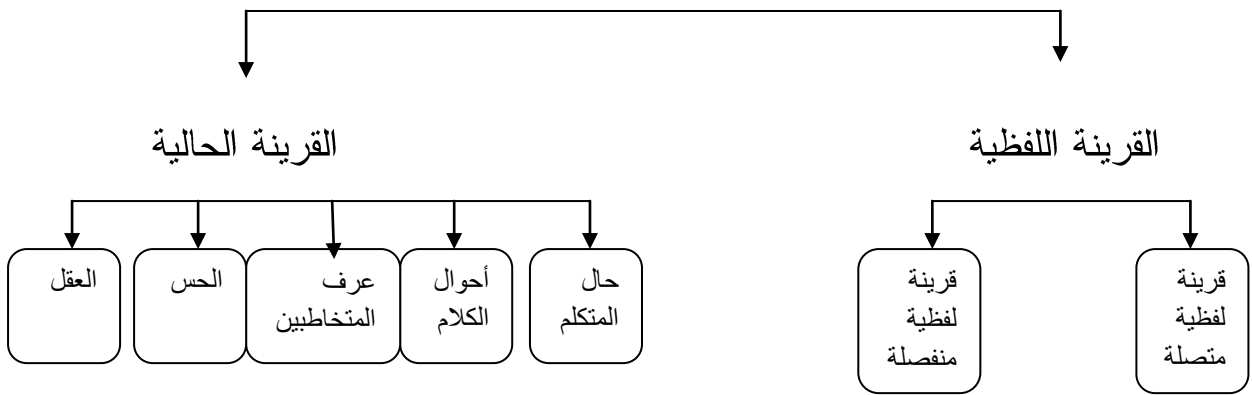 القرينة اللفظية
القرينة الحالية
قرينة
لفظية
متصلة
قرينة
لفظية
منفصلة
حال
المتكلم
أحوال
الكلام
عرف
المتخاطبين
الحس
العقل